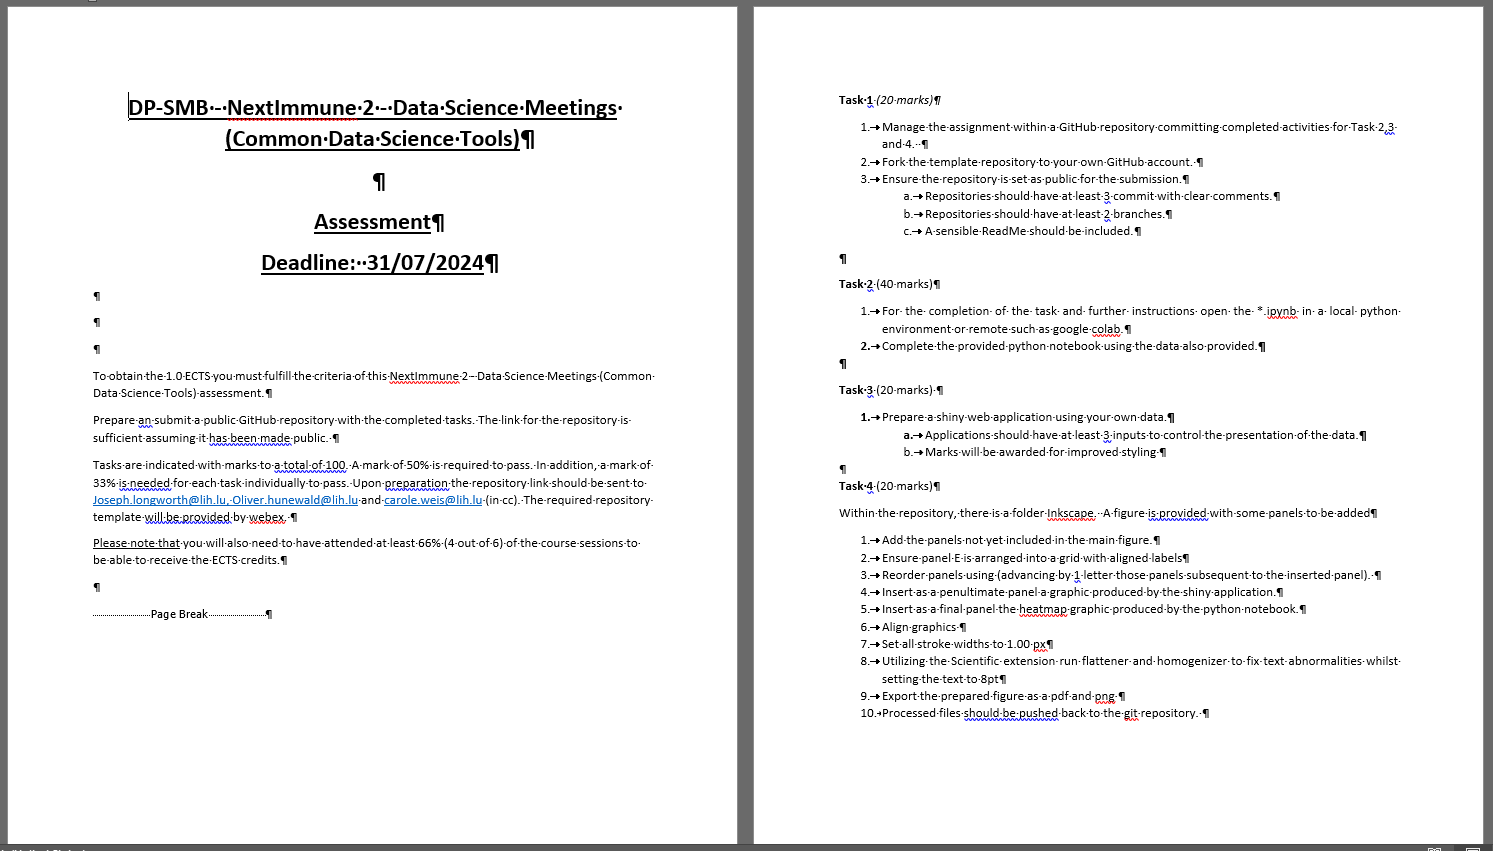 DP-SMB - NextImmune 2 - Data Science Meetings
(Common Data Science Tools)¶
¶
Assessment¶
Deadline: 31/07/2024¶
¶
¶
¶
To obtain the 1.0 ECTS you must fulfill the criteria of this NextImmune 2 - Data Science Meetings (Common
Data Science Tools) assessment.¶
Prepare an submit a public GitHub repository with the completed tasks. The link for the repository is
sufficient assuming it has been made public. ¶
Tasks are indicated with marks to a total of 100. A mark of 50% is required to pass. In addition, a mark of
33% is needed for each task individually to pass. Upon preparation the repository link should be sent to
Joseph.longworth@lih.lu, Oliver.hunewald@lih.lu and carole.weis@lih.lu (in cc). The required repository
template will be provided by webex. ¶
Please note that you will also need to have attended at least 66% (4 out of 6) of the course sessions to
be able to receive the ECTS credits.¶
¶
Page Break¶
Task 1 (20 marks)¶
1.→Manage the assignment within a GitHub repository committing completed activities for Task 2,3
and 4. ¶
2.→Fork the template repository to your own GitHub account. ¶
3.→Ensure the repository is set as public for the submission.¶
a.→Repositories should have at least 3 commit with clear comments.¶
b.→Repositories should have at least 2 branches.¶
c.→A sensible ReadMe should be included.¶
¶
Task 2 (40 marks)¶
1.→For the completion of the task and further instructions open the *.ipynb in a local python
environment or remote such as google colab.¶
2.→Complete the provided python notebook using the data also provided.¶
¶
Task 3 (20 marks) ¶
1.→Prepare a shiny web application using your own data.¶
a.→Applications should have at least 3 inputs to control the presentation of the data.¶
b.→Marks will be awarded for improved styling ¶
¶
Task 4 (20 marks)¶
Within the repository, there is a folder Inkscape. A figure is provided with some panels to be added¶
1.→Add the panels not yet included in the main figure.¶
2.→Ensure panel E is arranged into a grid with aligned labels¶
3.→Reorder panels using (advancing by 1 letter those panels subsequent to the inserted panel). ¶
4.→Insert as a penultimate panel a graphic produced by the shiny application.¶
5.→Insert as a final panel the heatmap graphic produced by the python notebook.¶
6.→Align graphics ¶
7.→Set all stroke widths to 1.00 px¶
8.→Utilizing the Scientific extension run flattener and homogenizer to fix text abnormalities whilst
setting the text to 8pt¶
9.→Export the prepared figure as a pdf and png ¶
10.→Processed files should be pushed back to the git repository. ¶